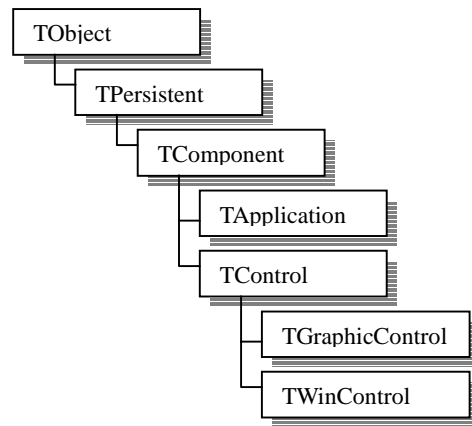 TObject
TPersistent
TComponent
TApplication
TControl
TGraphicControl
TWinControl